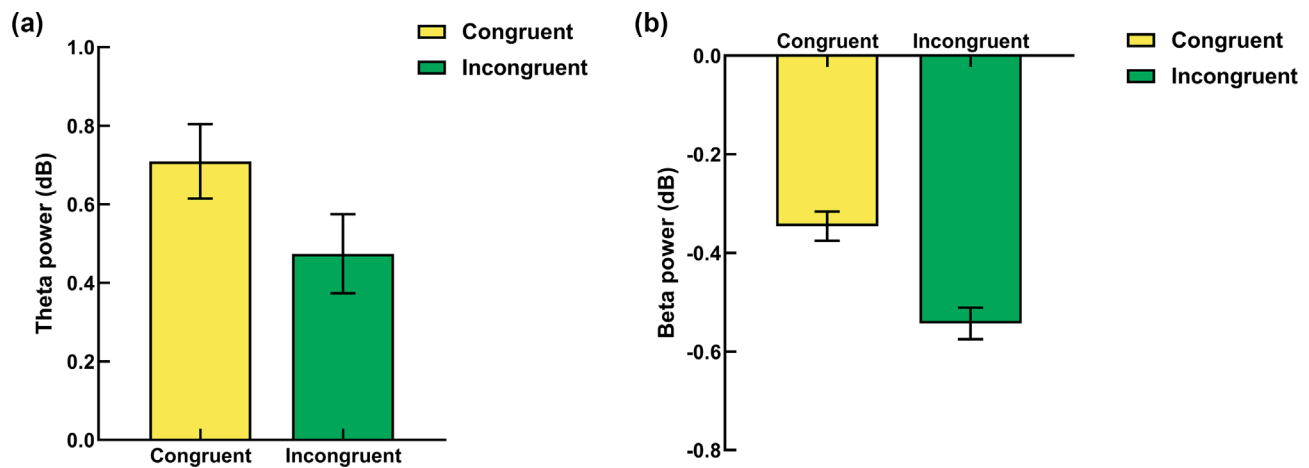 (a)
Congruent
Incongruent
Theta power (dB)
1.0
0.8
0.6
0.4
0.2
0.0
Congruent Incongruent
(b)
Congruent
Incongruent
Congruent Incongruent
Beta power (dB)
0.0
-0.2
-0.4
-0.6
-0.8